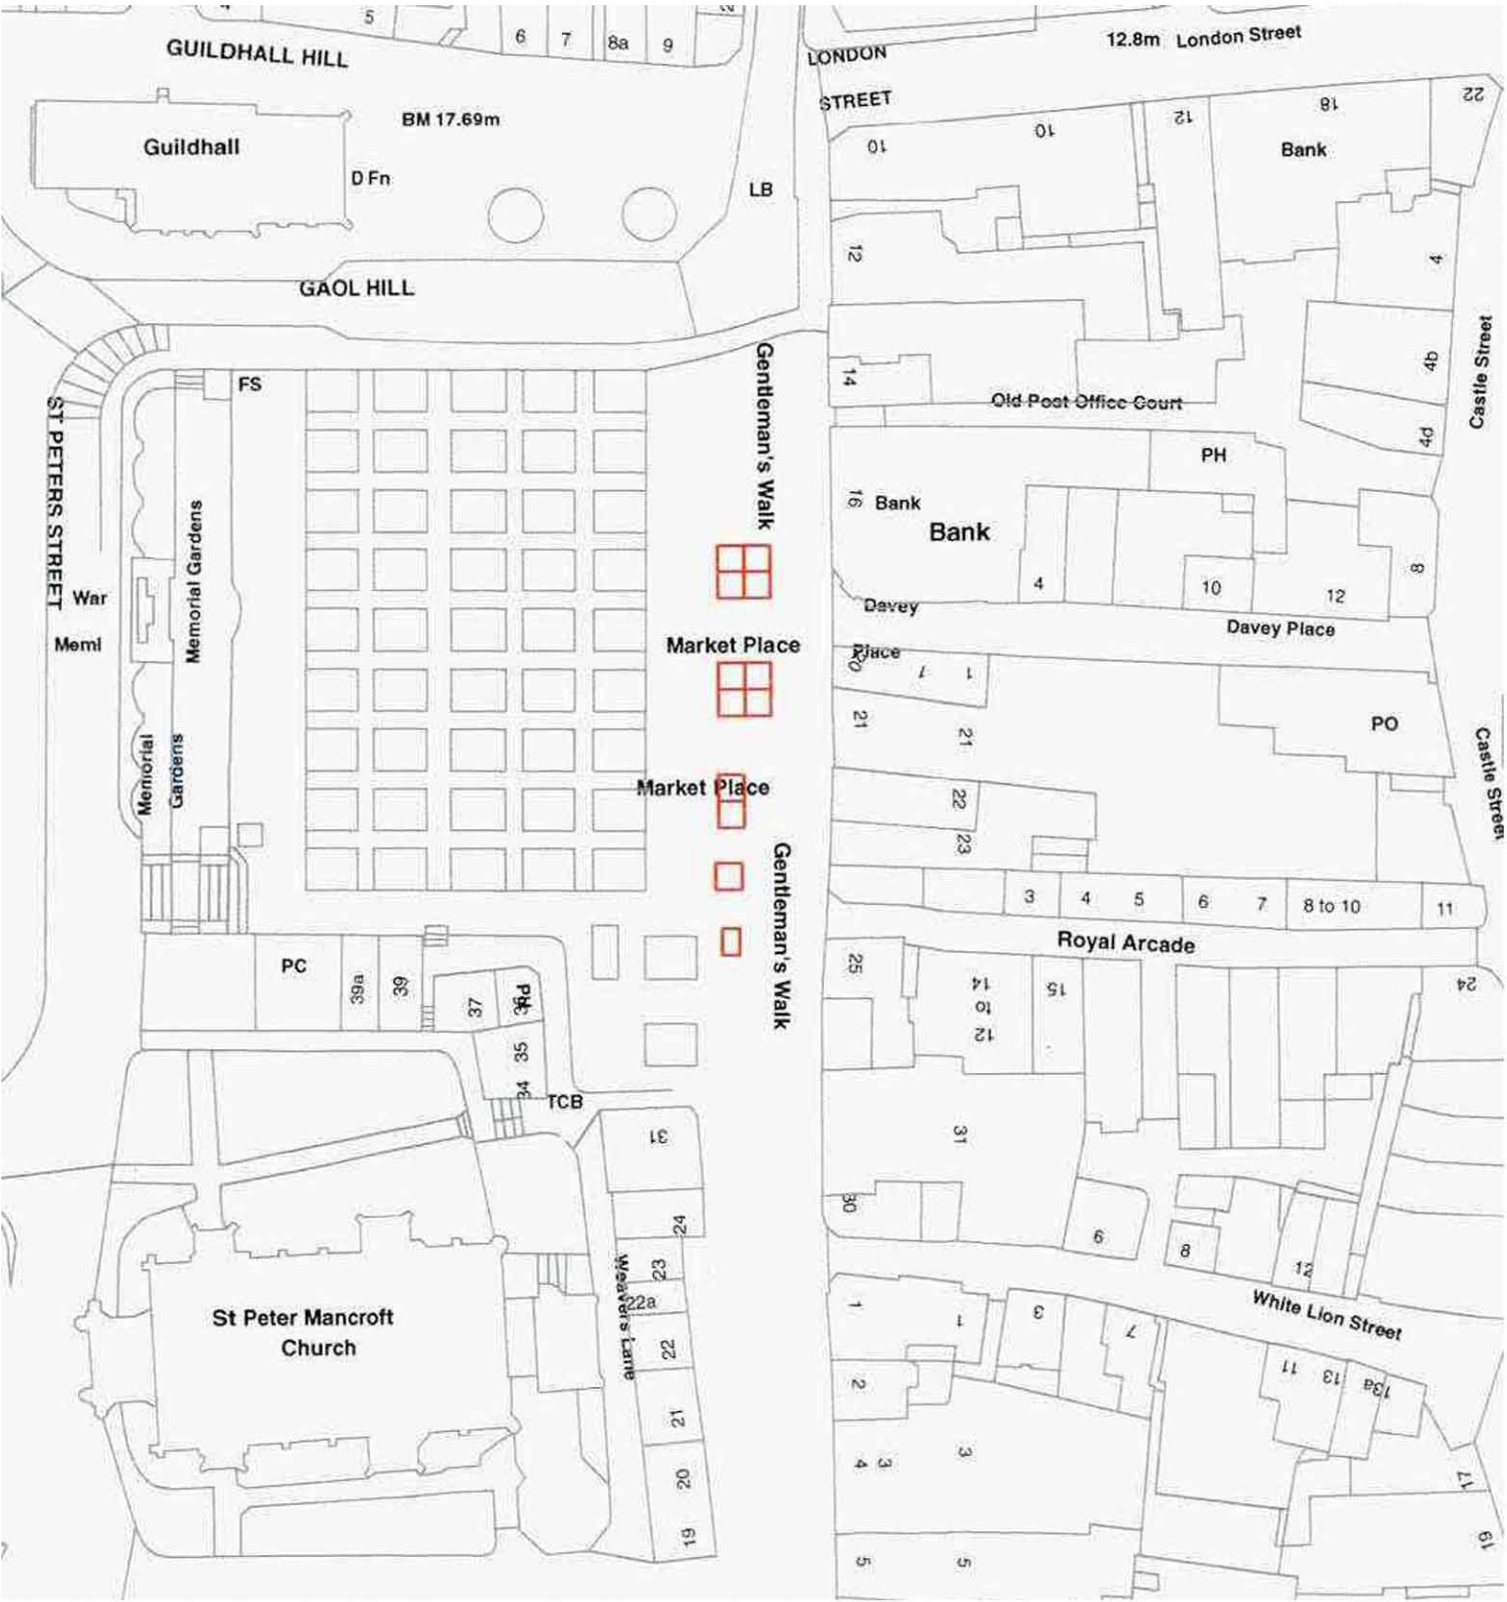 5
6
7
8a
9
GUILDHALL HILL
LONDON
STREET
12.8m London Street
BM 17.69m
Guildhall
D Fn
LB
10
10
12
18
Bank
22
12
4
GAOL HILL
FS
14
Old Post Office Court
4b
4d
Castle Street
Gentleman's Walk
ST PETERS STREET
Memorial Gardens
War
Meml
16
Bank
Bank
PH
4
10
12
8
Davey
Place
Davey Place
Market Place
20
1
1
21
21
PO
Castle Street
Memorial
Gardens
Market Place
22
23
Gentleman's Walk
3
4
5
6
7
8 to 10
11
Royal Arcade
PC
39a
39
37
36
PH
35
34
TCB
25
14
to
12
15
24
31
31
30
6
8
12
White Lion Street
24
23
22a
22
21
20
19
Weavers Lane
St Peter Mancroft
Church
1
1
3
7
11
13
13a
2
4
3
3
17
19
5
5